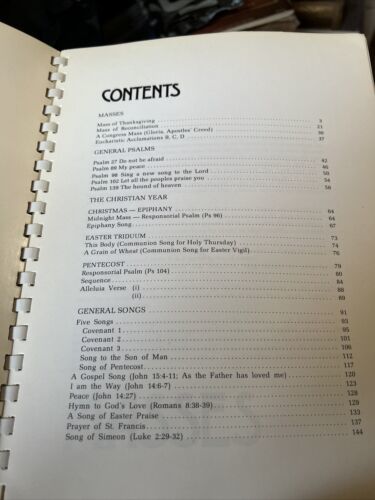 CONTENTS
MASSES
Mass of Thanksgiving 3
Mass of Reconciliation 21
A Congress Mass (Gloria, Apostles' Creed) 30
Eucharistic Acclamations B, C, D 37
GENERAL PSALMS
Psalm 27 Do not be afraid 42
Psalm 89 My peace 46
Psalm 98 Sing a new song to the Lord 50
Psalm 102 Let all the peoples praise you 54
Psalm 139 The hound of heaven 56
THE CHRISTIAN YEAR
CHRISTMAS — EPIPHANY 64
Midnight Mass — Responsorial Psalm (Ps 96) 64
Epiphany Song 67
EASTER TRIDUUM 73
This Body (Communion Song for Holy Thursday) 74
A Grain of Wheat (Communion Song for Easter Vigil) 76
PENTECOST 79
Responsorial Psalm (Ps 104) 80
Sequence 84
Alleluia Verse (i) 88
(ii) 89
GENERAL SONGS 91
Five Songs 93
Covenant 1 95
Covenant 2 101
Covenant 3 106
Song to the Son of Man 112
Song of Pentecost 117
A Gospel Song (John 15:4-11; As the Father has loved me) 120
I am the Way (John 14:6-7) 123
Peace (John 14:27) 128
Hymn to God's Love (Romans 8:38-39) 129
A Song of Easter Praise 133
Prayer of St. Francis 137
Song of Simeon (Luke 2:29-32) 144